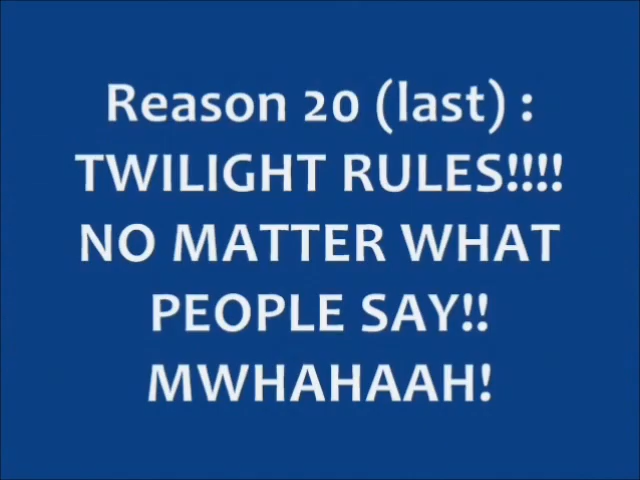 Reason 20 (last) :
TWILIGHT RULES!!!!
NO MATTER WHAT
PEOPLE SAY!!
MWHAHAAH!